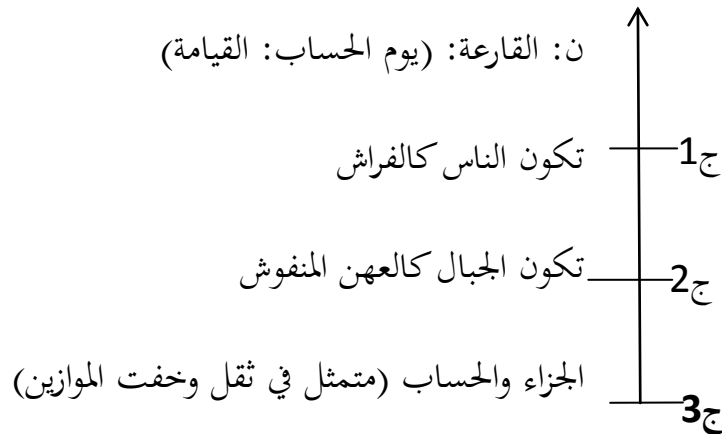 ن: القارعة: (يوم الحساب: القيامة)
ج1 تكون الناس كالفراش
ج2 تكون الجبال كالعهن المنفوش
ج3 الجزاء والحساب (متمثل في ثقل وخفت الموازين)